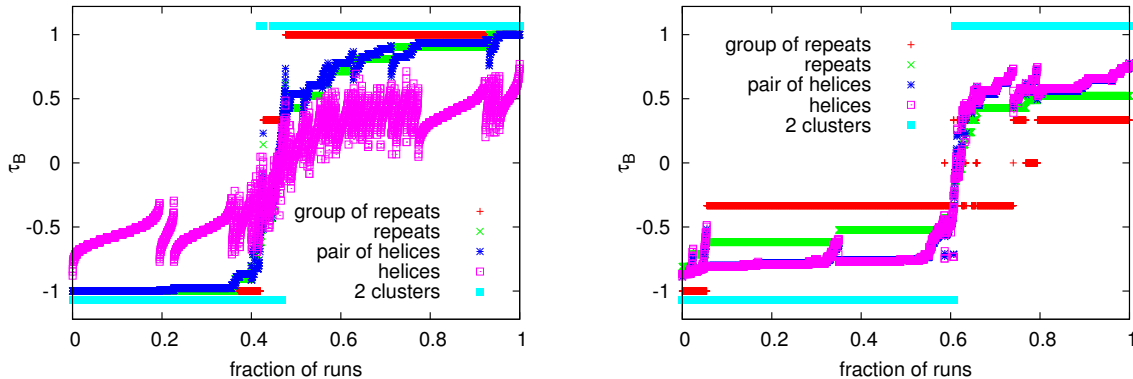 1
0.5
0
-0.5
-1
τB
group of repeats
repeats
pair of helices
helices
2 clusters
0 0.2 0.4 0.6 0.8 1
fraction of runs
1
0.5
0
-0.5
-1
τB
group of repeats
repeats
pair of helices
helices
2 clusters
0 0.2 0.4 0.6 0.8 1
fraction of runs